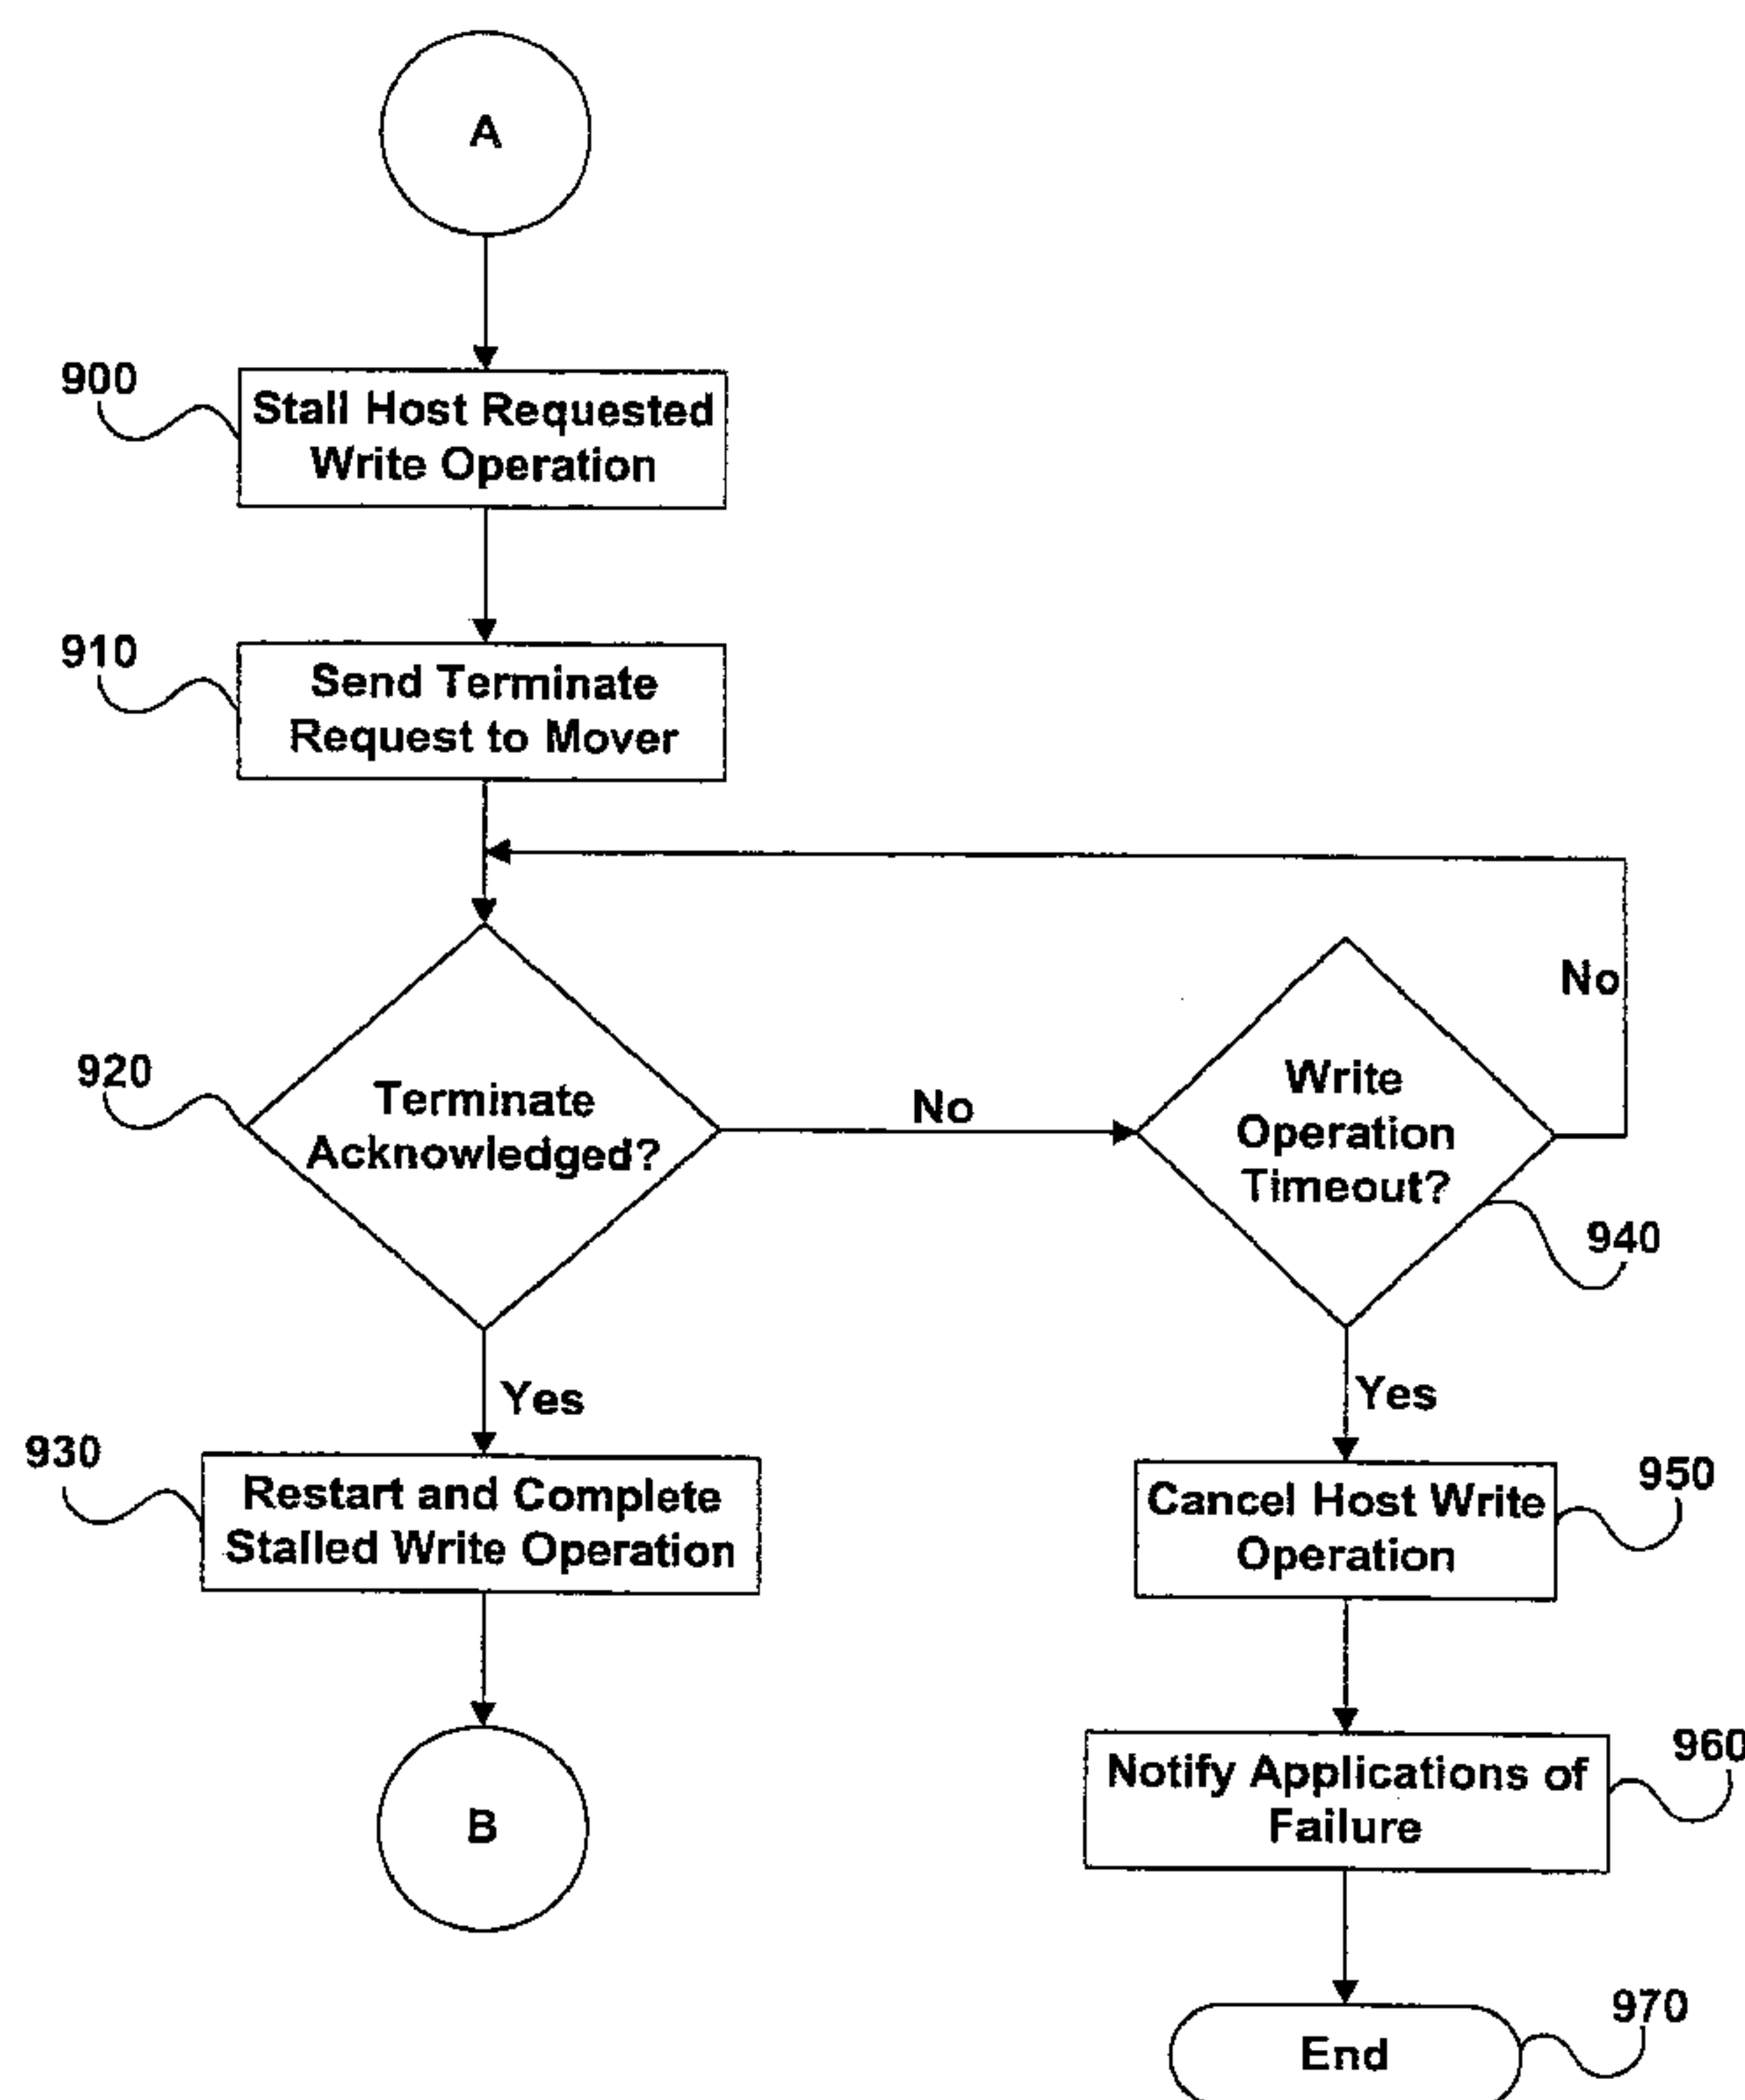 A
900
Stall Host Requested
Write Operation
910
Send Terminate
Request to Mover
920
Terminate
Acknowledged?
No
Write
Operation
Timeout?
No
940
Yes
Yes
930
Restart and Complete
Stalled Write Operation
Cancel Host Write
Operation
950
B
Notify Applications of
Failure
960
End
970